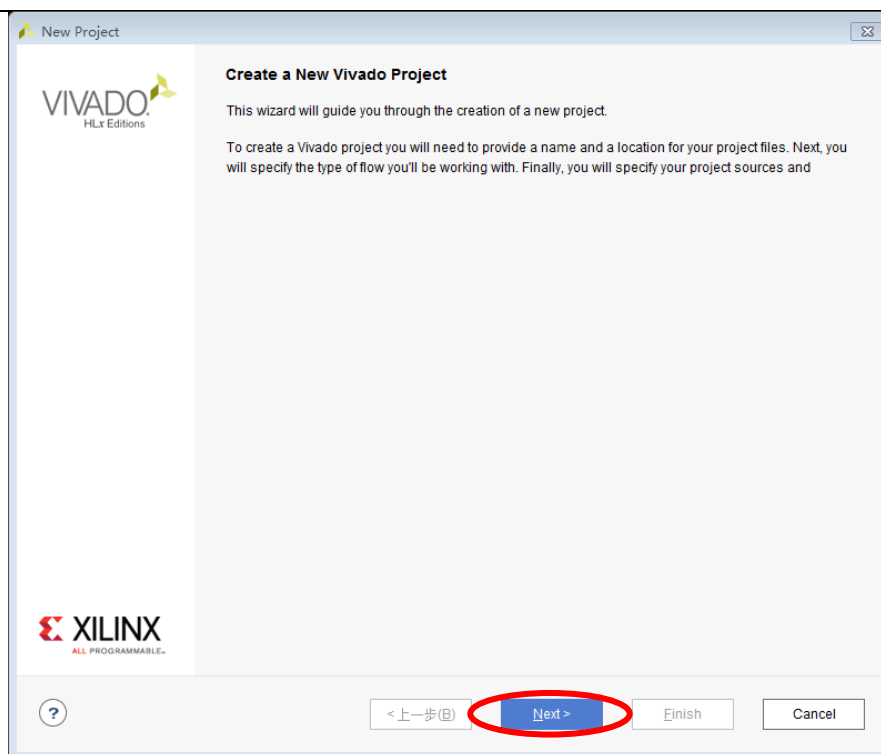 New Project
VIVADO.
HLx Editions
Create a New Vivado Project
This wizard will guide you through the creation of a new project.
To create a Vivado project you will need to provide a name and a location for your project files. Next, you
will specify the type of flow you'll be working with. Finally, you will specify your project sources and
XILINX
ALL PROGRAMMABLE™
?
<上一步(B)
Next >
Finish
Cancel